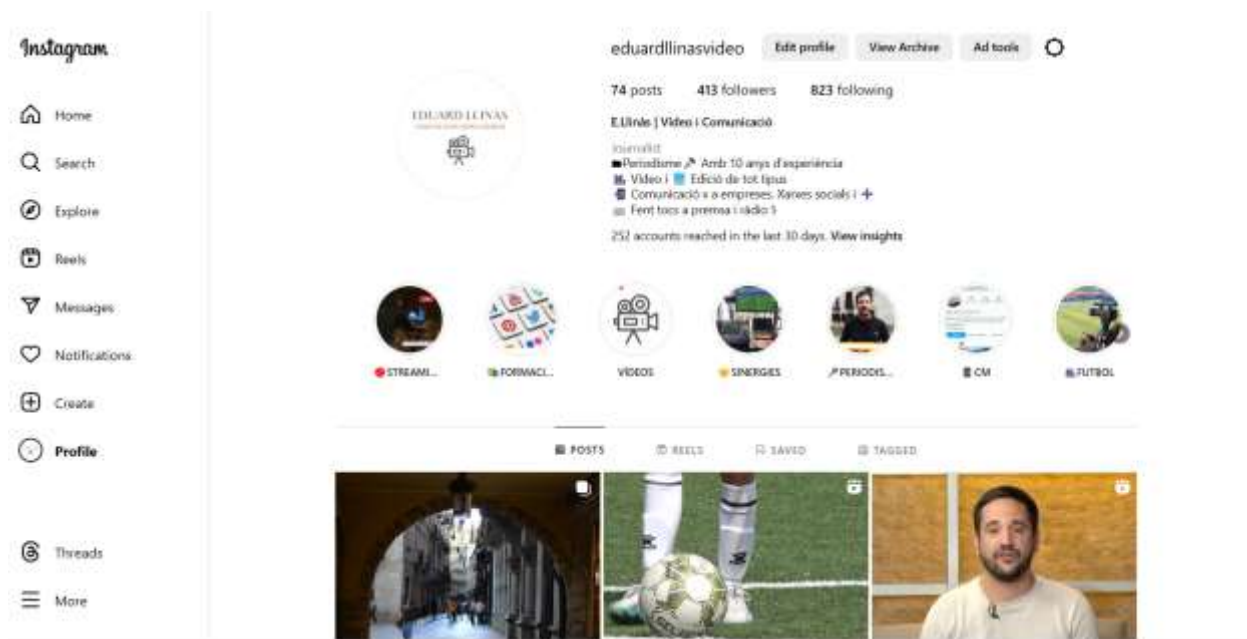 Instagram
Home
Search
Explore
Reels
Messages
Notifications
Create
Profile
Threads
More
eduardllinasvideo Edit profile View Archive Ad tools
74 posts 413 followers 823 following
E.Llinàs | Vídeo i Comunicació
Journalist
Periodisme Amb 10 anys d'experiència
Vídeo i Edició de tot tipus
Comunicació x a empreses. Xarxes socials i
Fent tocs a premsa i ràdio
252 accounts reached in the last 30 days. View insights
EDUARD LLINÀS
STREAMI...
FORMACI...
VÍDEOS
SINERGIES
PERIODIS...
CM
FUTBOL
POSTS REELS SAVED TAGGED